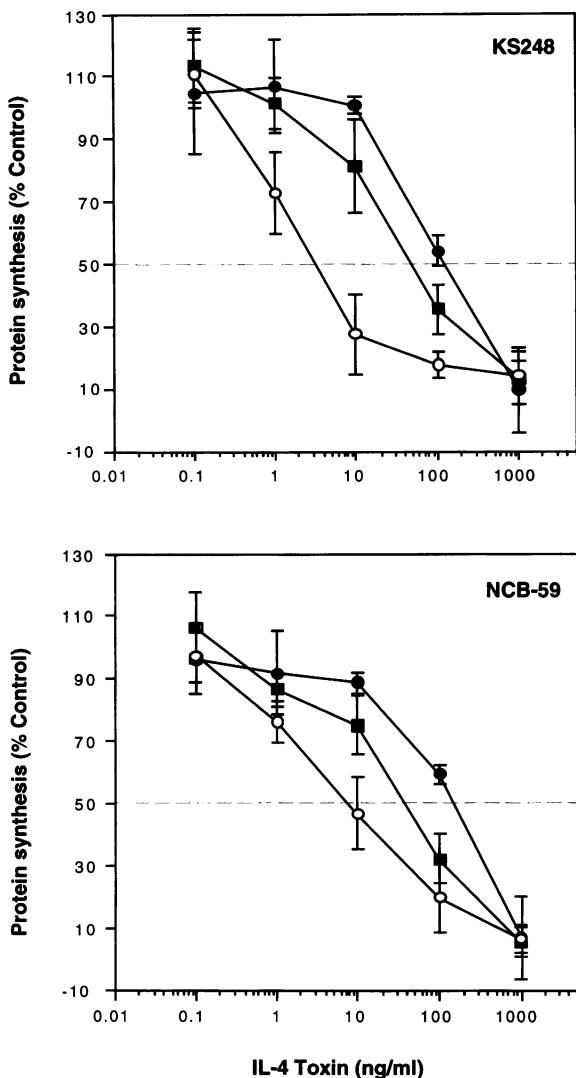 KS248
Protein synthesis (% Control)
130
110
90
70
50
30
10
-10
0.01 0.1 1 10 100 1000
NCB-59
Protein synthesis (% Control)
130
110
90
70
50
30
10
-10
0.01 0.1 1 10 100 1000
IL-4 Toxin (ng/ml)